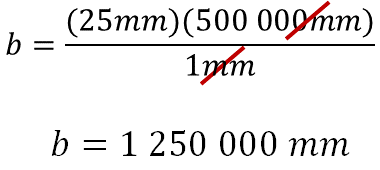 b = (25mm)(500 000mm) / 1mm
b = 1 250 000 mm